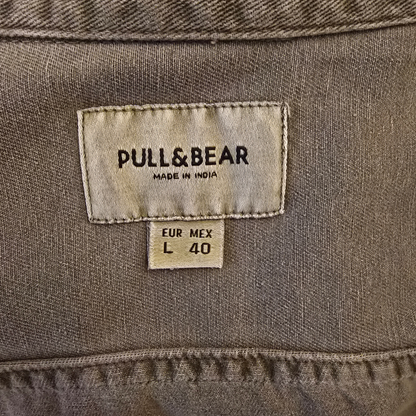 PULL&BEAR
MADE IN INDIA
EUR MEX
L 40